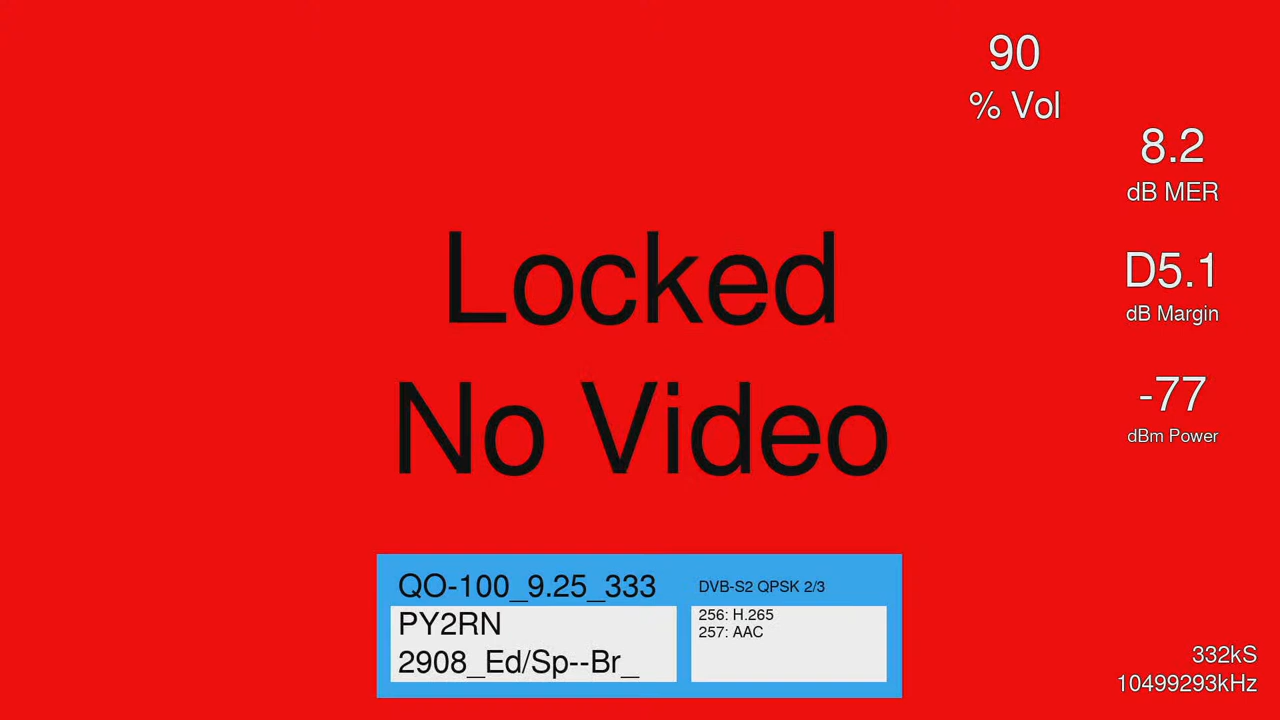 90
% Vol
8.2
dB MER
Locked
D5.1
dB Margin
No Video
-77
dBm Power
QO-100_9.25_333
DVB-S2 QPSK 2/3
PY2RN
256: H.265
257: AAC
2908_Ed/Sp--Br_
332kS
10499293kHz